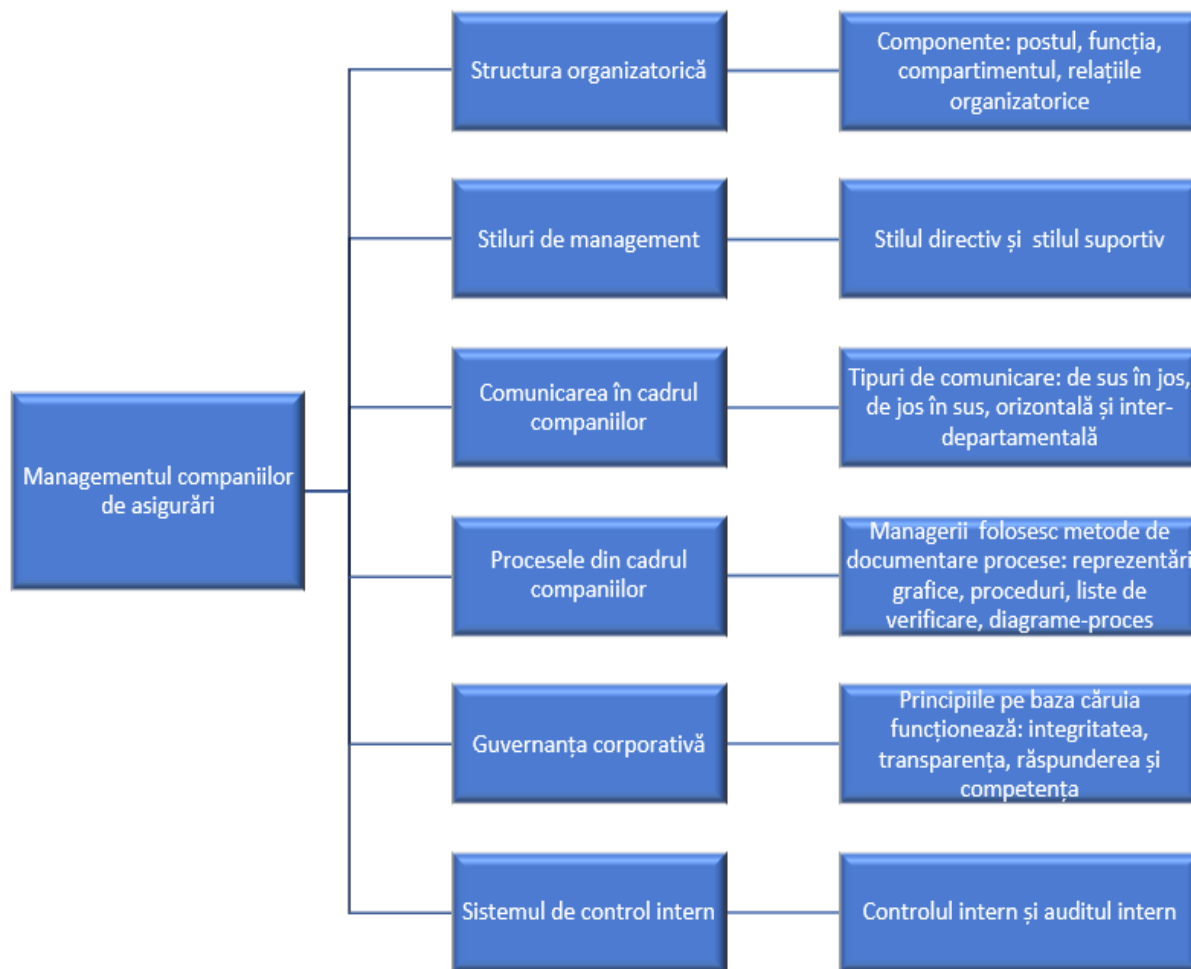 Structura organizatorică
Componente: postul, funcția,
compartimentul, relațiile
organizatorice
Stiluri de management
Stilul directiv și  stilul suportiv
Comunicarea în cadrul
companiilor
Tipuri de comunicare: de sus în jos,
de jos în sus, orizontală și inter-
departamentală
Managementul companiilor
de asigurări
Procesele din cadrul
companiilor
Managerii  folosesc metode de
documentare procese: reprezentări
grafice, proceduri, liste de
verificare, diagrame-proces
Guvernanța corporativă
Principiile pe baza căruia
funcționează: integritatea,
transparența, răspunderea și
competența
Sistemul de control intern
Controlul intern și auditul intern